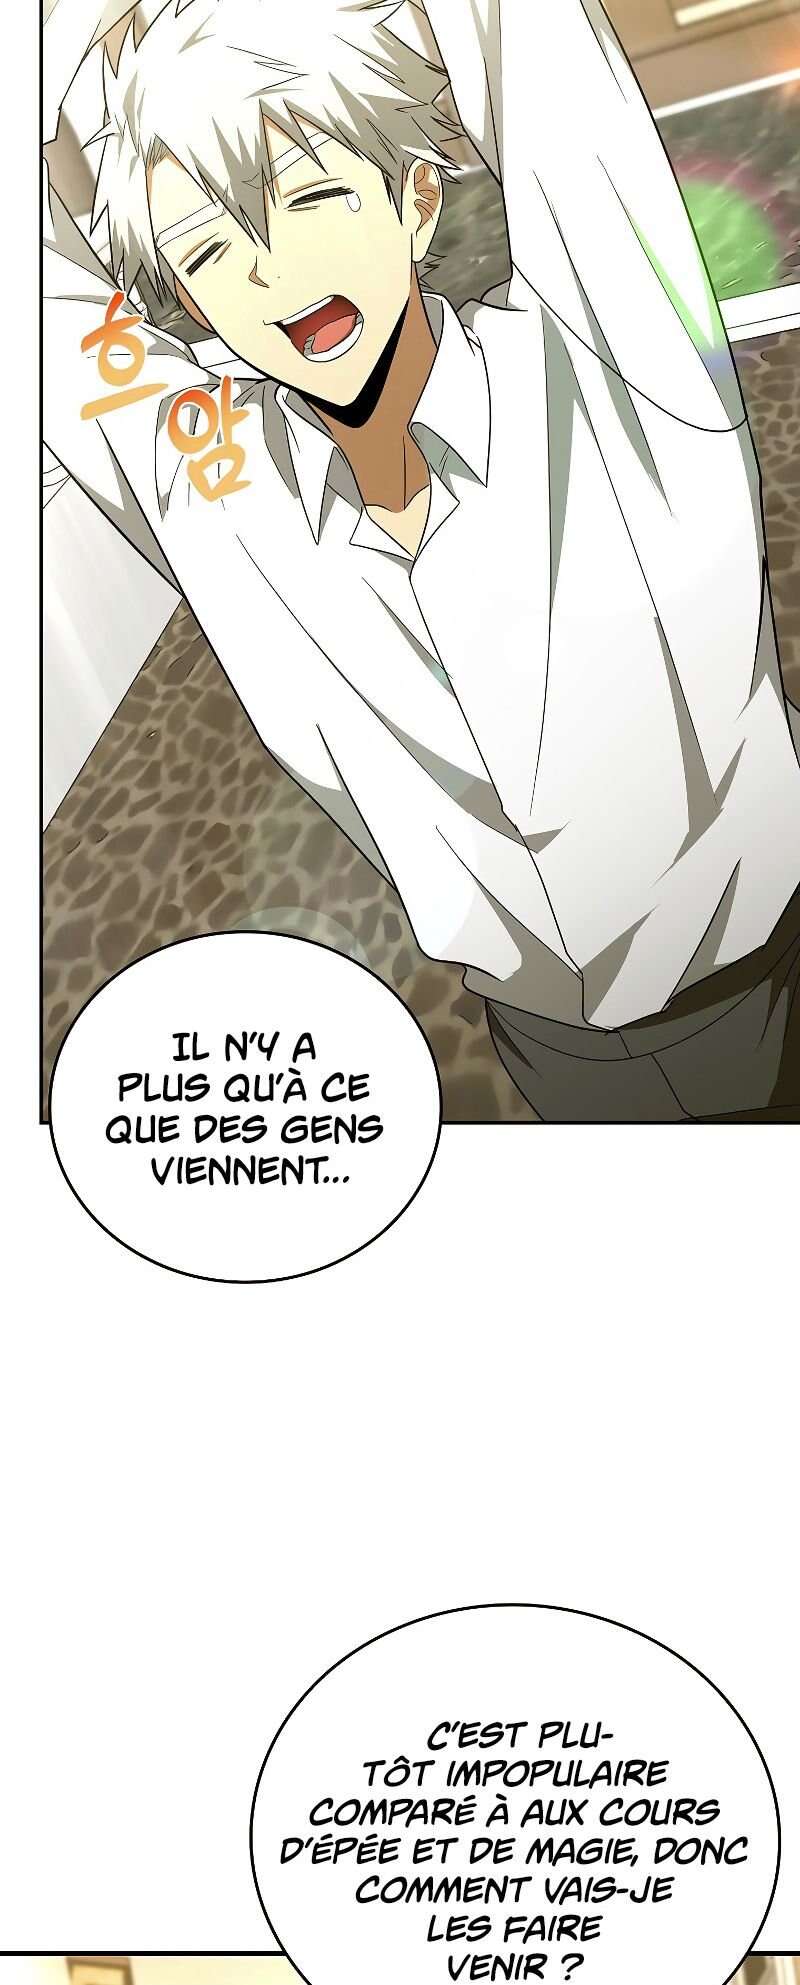 흐
암
IL N'Y A
PLUS QU'À CE
QUE DES GENS
VIENNENT...
C'EST PLU-
TÔT IMPOPULAIRE
COMPARÉ À AUX COURS
D'ÉPÉE ET DE MAGIE, DONC
COMMENT VAIS-JE
LES FAIRE
VENIR ?